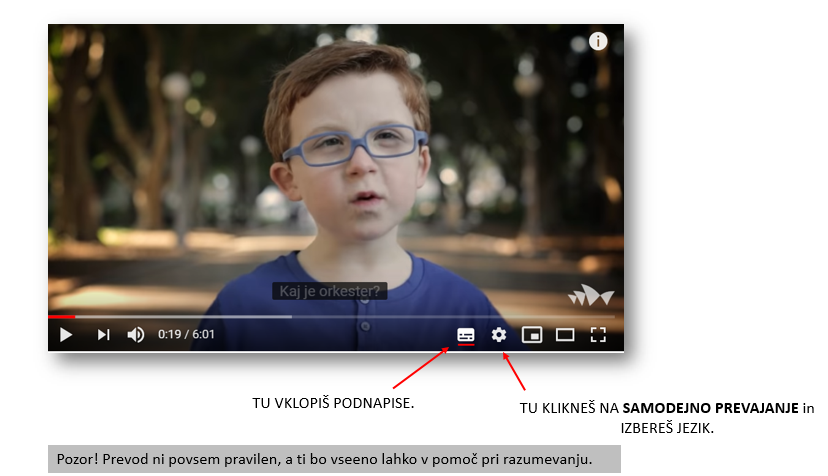 Kaj je orkester?
0:19 / 6:01
TU VKLOPIŠ PODNAPISE.
TU KLIKNEŠ NA SAMODEJNO PREVAJANJE in
IZBEREŠ JEZIK.
Pozor! Prevod ni povsem pravilen, a ti bo vseeno lahko v pomoč pri razumevanju.